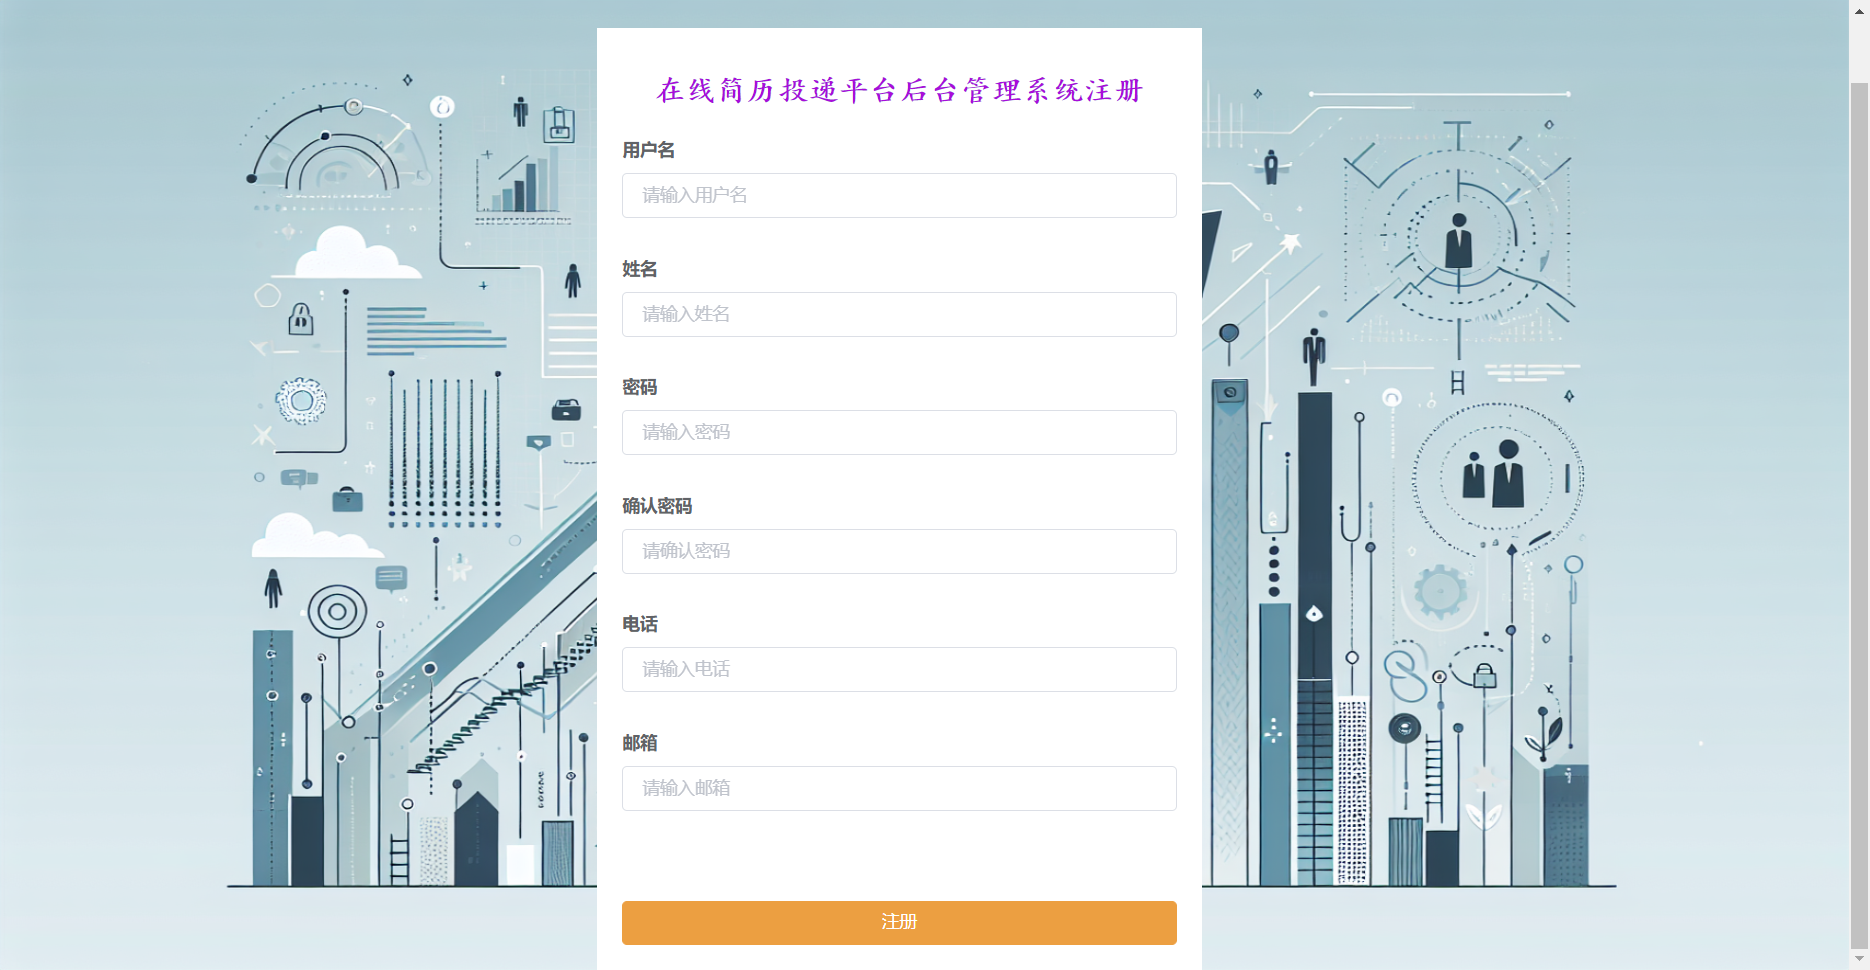 在线简历投递平台后台管理系统注册
用户名
请输入用户名
姓名
请输入姓名
密码
请输入密码
确认密码
请确认密码
电话
请输入电话
邮箱
请输入邮箱
注册